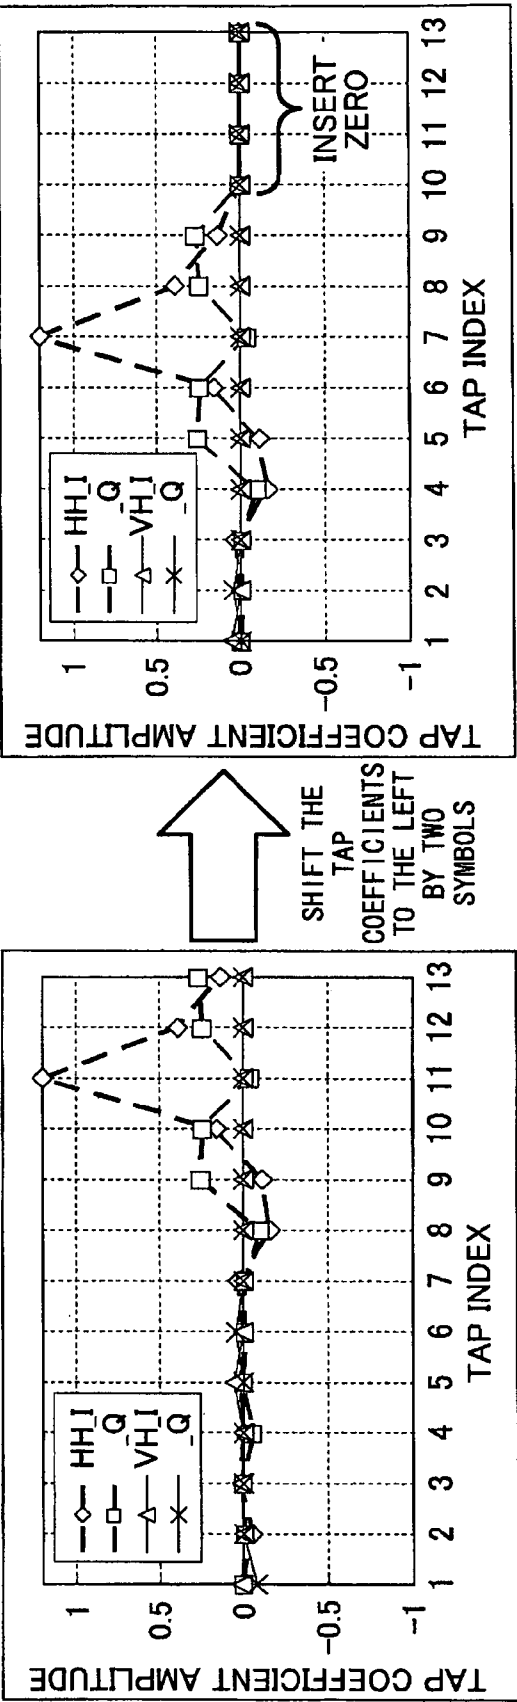 TAP COEFFICIENT AMPLITUDE
1
0.5
0
-0.5
-1
HH_I
_Q
VH_I
_Q
1 2 3 4 5 6 7 8 9 10 11 12 13
TAP INDEX
SHIFT THE
TAP
COEFFICIENTS
TO THE LEFT
BY TWO
SYMBOLS
TAP COEFFICIENT AMPLITUDE
1
0.5
0
-0.5
-1
HH_I
_Q
VH_I
_Q
INSERT
ZERO
1 2 3 4 5 6 7 8 9 10 11 12 13
TAP INDEX